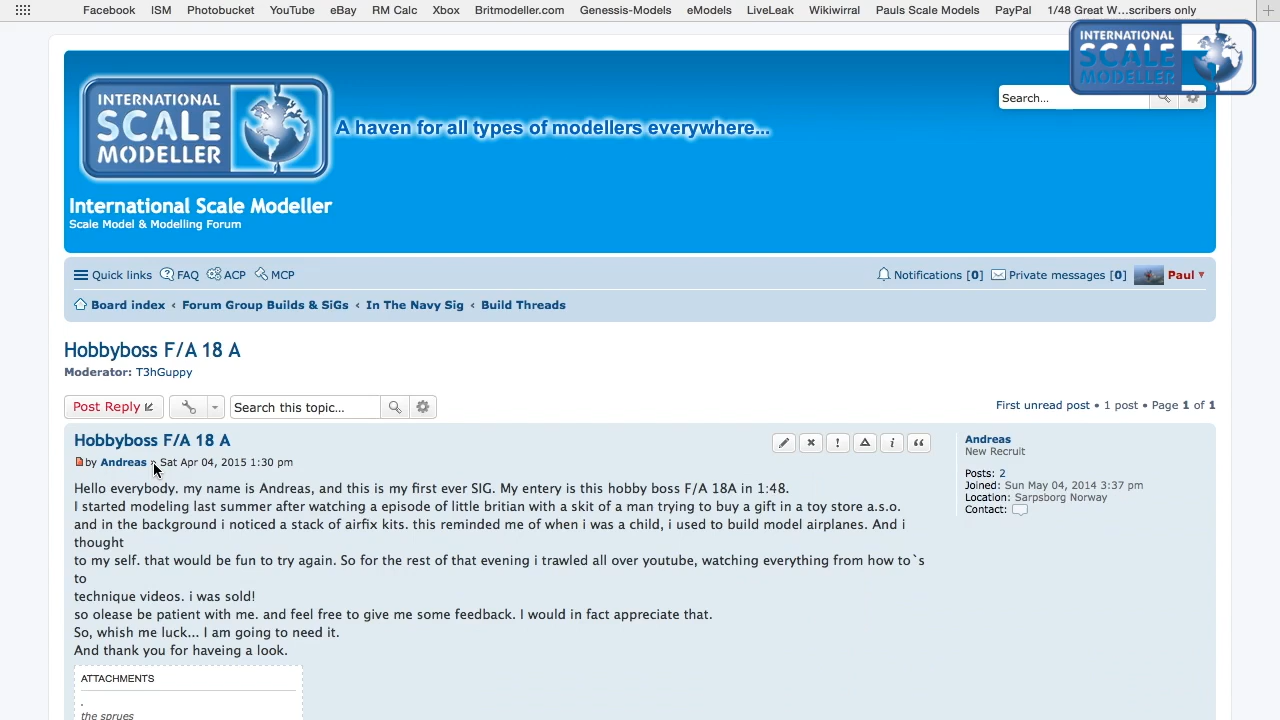 Facebook ISM Photobucket YouTube eBay RM Calc Xbox Britmodeller.com Genessis-Models eModels LiveLeak Wikiwirral Pauls Scale Models PayPal 1/48 Great W...scribers only
INTERNATIONAL
SCALE
MODELLER
Search...
INTERNATIONAL
SCALE
MODELLER
A haven for all types of modellers everywhere...
International Scale Modeller
Scale Model & Modelling Forum
Quick links FAQ ACP MCP Notifications [0] Private messages [0] Paul
Board index ‹ Forum Group Builds & SiGs ‹ In The Navy Sig ‹ Build Threads
Hobbyboss F/A 18 A
Moderator: T3hGuppy
Post Reply Search this topic... First unread post • 1 post • Page 1 of 1
Hobbyboss F/A 18 A
by Andreas » Sat Apr 04, 2015 1:30 pm
Hello everybody. my name is Andreas, and this is my first ever SIG. My entery is this hobby boss F/A 18A in 1:48.
I started modeling last summer after watching a episode of little britian with a skit of a man trying to buy a gift in a toy store a.s.o.
and in the background i noticed a stack of airfix kits. this reminded me of when i was a child, i used to build model airplanes. And i
thought
to my self. that would be fun to try again. So for the rest of that evening i trawled all over youtube, watching everything from how to`s
to
technique videos. i was sold!
so olease be patient with me. and feel free to give me some feedback. I would in fact appreciate that.
So, whish me luck... I am going to need it.
And thank you for haveing a look.
Andreas
New Recruit
Posts: 2
Joined: Sun May 04, 2014 3:37 pm
Location: Sarpsborg Norway
Contact:
ATTACHMENTS
.
the sprues